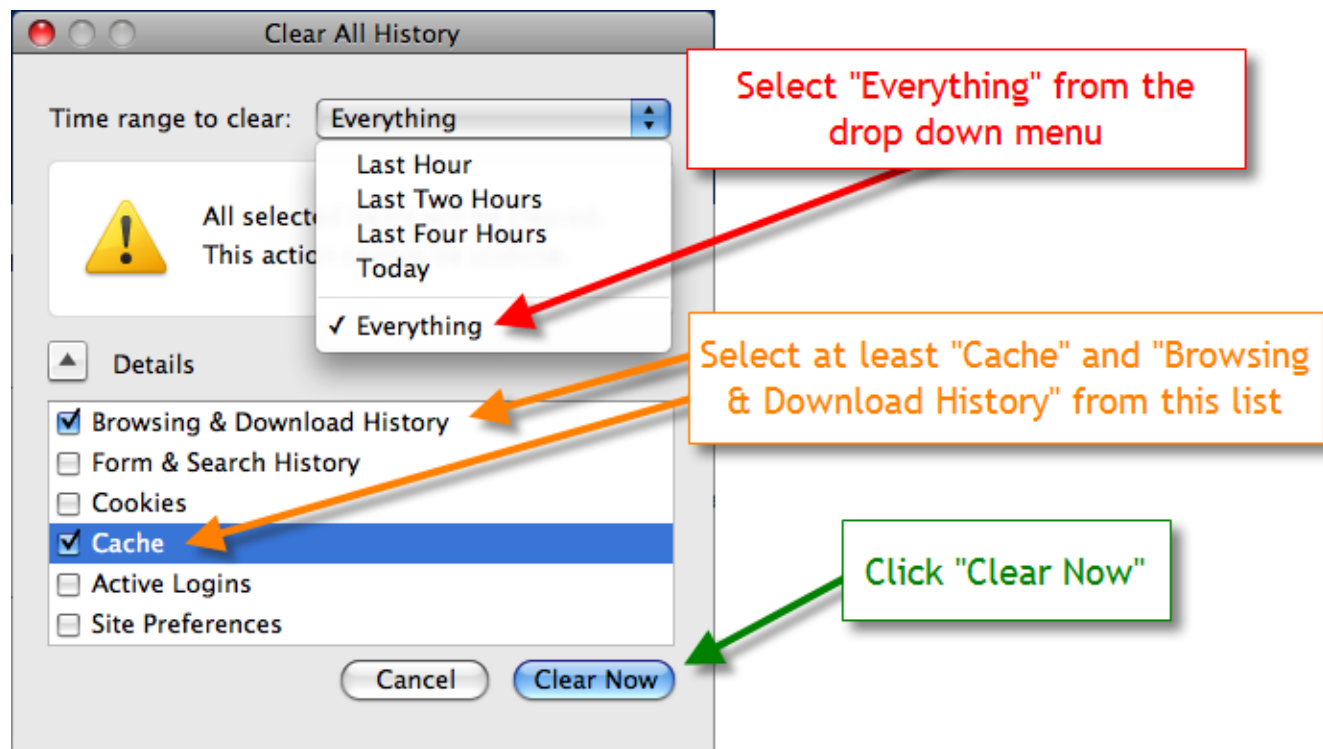 Clear All History
Select "Everything" from the
drop down menu
Time range to clear: Everything
Last Hour
Last Two Hours
Last Four Hours
Today
✓ Everything
All select
This actio
Details
Select at least "Cache" and "Browsing
& Download History" from this list
Browsing & Download History
Form & Search History
Cookies
Cache
Active Logins
Site Preferences
Click "Clear Now"
Cancel Clear Now